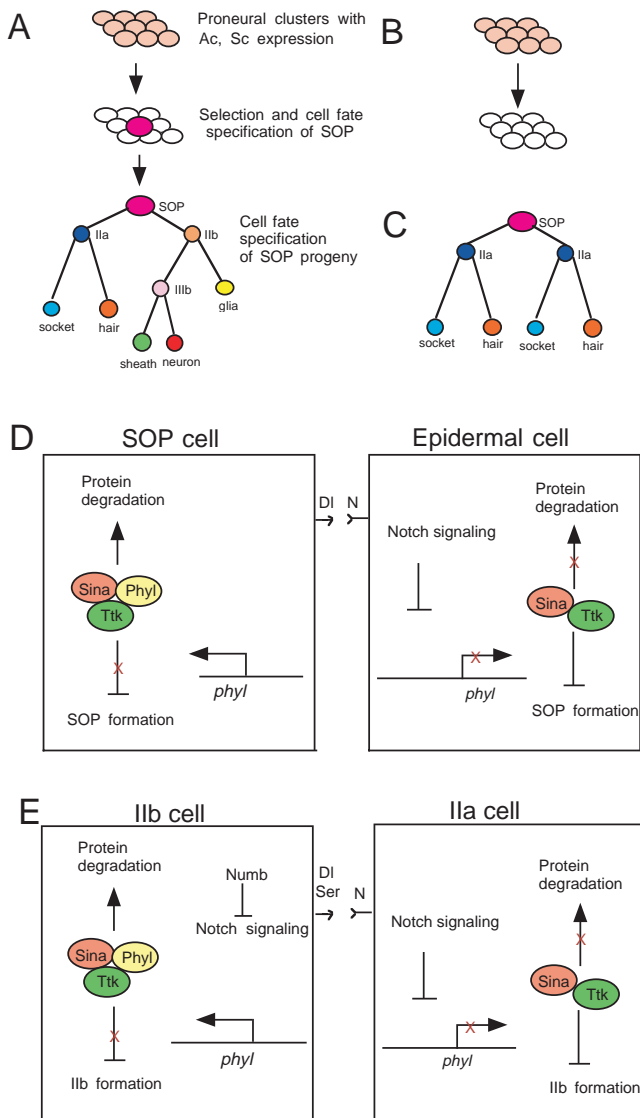 A
Proneural clusters with
Ac, Sc expression
Selection and cell fate
specification of SOP
SOP
IIa
IIb
Cell fate
specification
of SOP progeny
IIIb
glia
socket
hair
sheath
neuron
B
C
SOP
IIa
IIa
socket
hair
socket
hair
D
SOP cell
Protein
degradation
Sina
Phyl
Ttk
X
SOP formation
phyl
Dl N
Epidermal cell
Notch signaling
Protein
degradation
X
Sina
Ttk
X
phyl
SOP formation
E
IIb cell
Protein
degradation
Numb
Notch signaling
Sina
Phyl
Ttk
X
IIb formation
phyl
Dl
Ser N
IIa cell
Protein
degradation
Notch signaling
X
Sina
Ttk
X
phyl
IIb formation